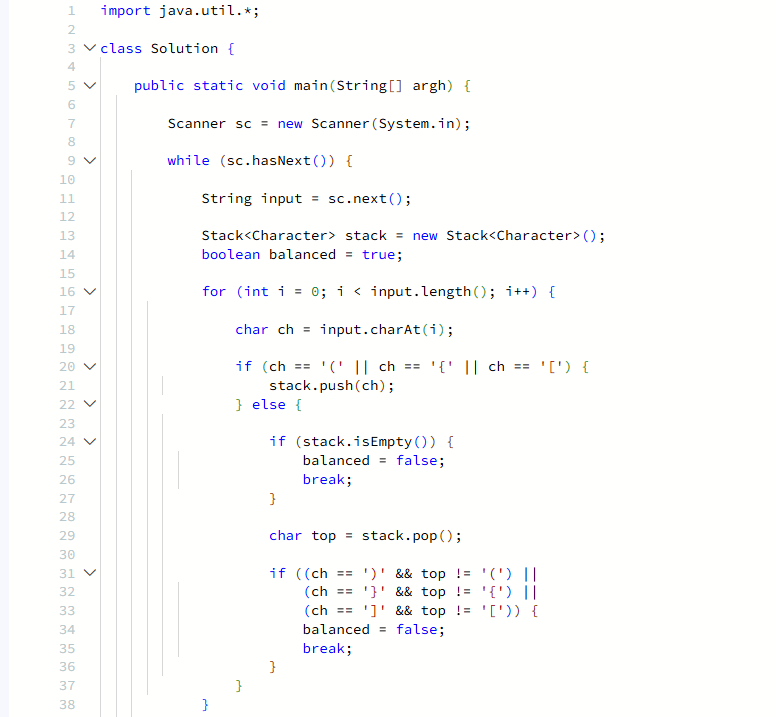 1 import java.util.*;
2
3 class Solution {
4
5 public static void main(String[] argh) {
6
7 Scanner sc = new Scanner(System.in);
8
9 while (sc.hasNext()) {
10
11 String input = sc.next();
12
13 Stack<Character> stack = new Stack<Character>();
14 boolean balanced = true;
15
16 for (int i = 0; i < input.length(); i++) {
17
18 char ch = input.charAt(i);
19
20 if (ch == '(' || ch == '{' || ch == '[') {
21 stack.push(ch);
22 } else {
23
24 if (stack.isEmpty()) {
25 balanced = false;
26 break;
27 }
28
29 char top = stack.pop();
30
31 if ((ch == ')' && top != '(') ||
32 (ch == '}' && top != '{') ||
33 (ch == ']' && top != '[')) {
34 balanced = false;
35 break;
36 }
37 }
38 }